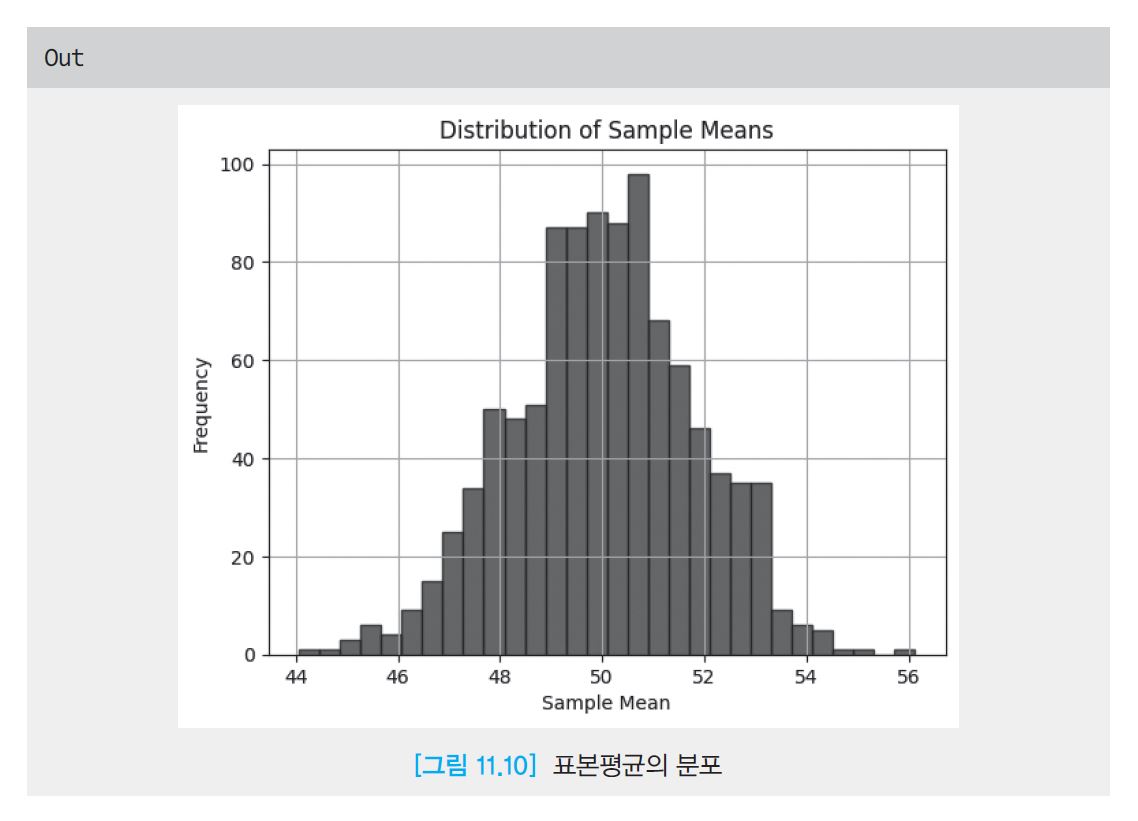 Out
Distribution of Sample Means
100
80
60
40
20
0
Frequency
44 46 48 50 52 54 56
Sample Mean
[그림 11.10] 표본평균의 분포